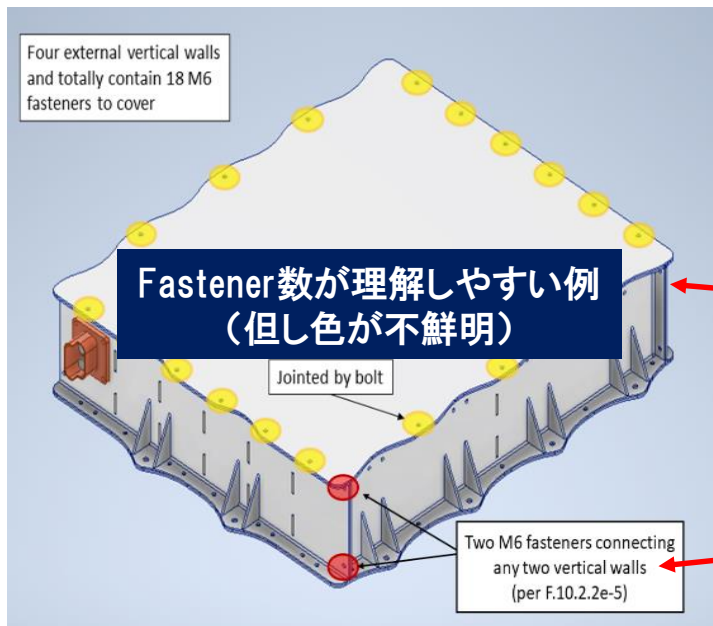 Four external vertical walls
and totally contain 18 M6
fasteners to cover
Fastener数が理解しやすい例
（但し色が不鮮明）
Jointed by bolt
Two M6 fasteners connecting
any two vertical walls
(per F.10.2.2e-5)